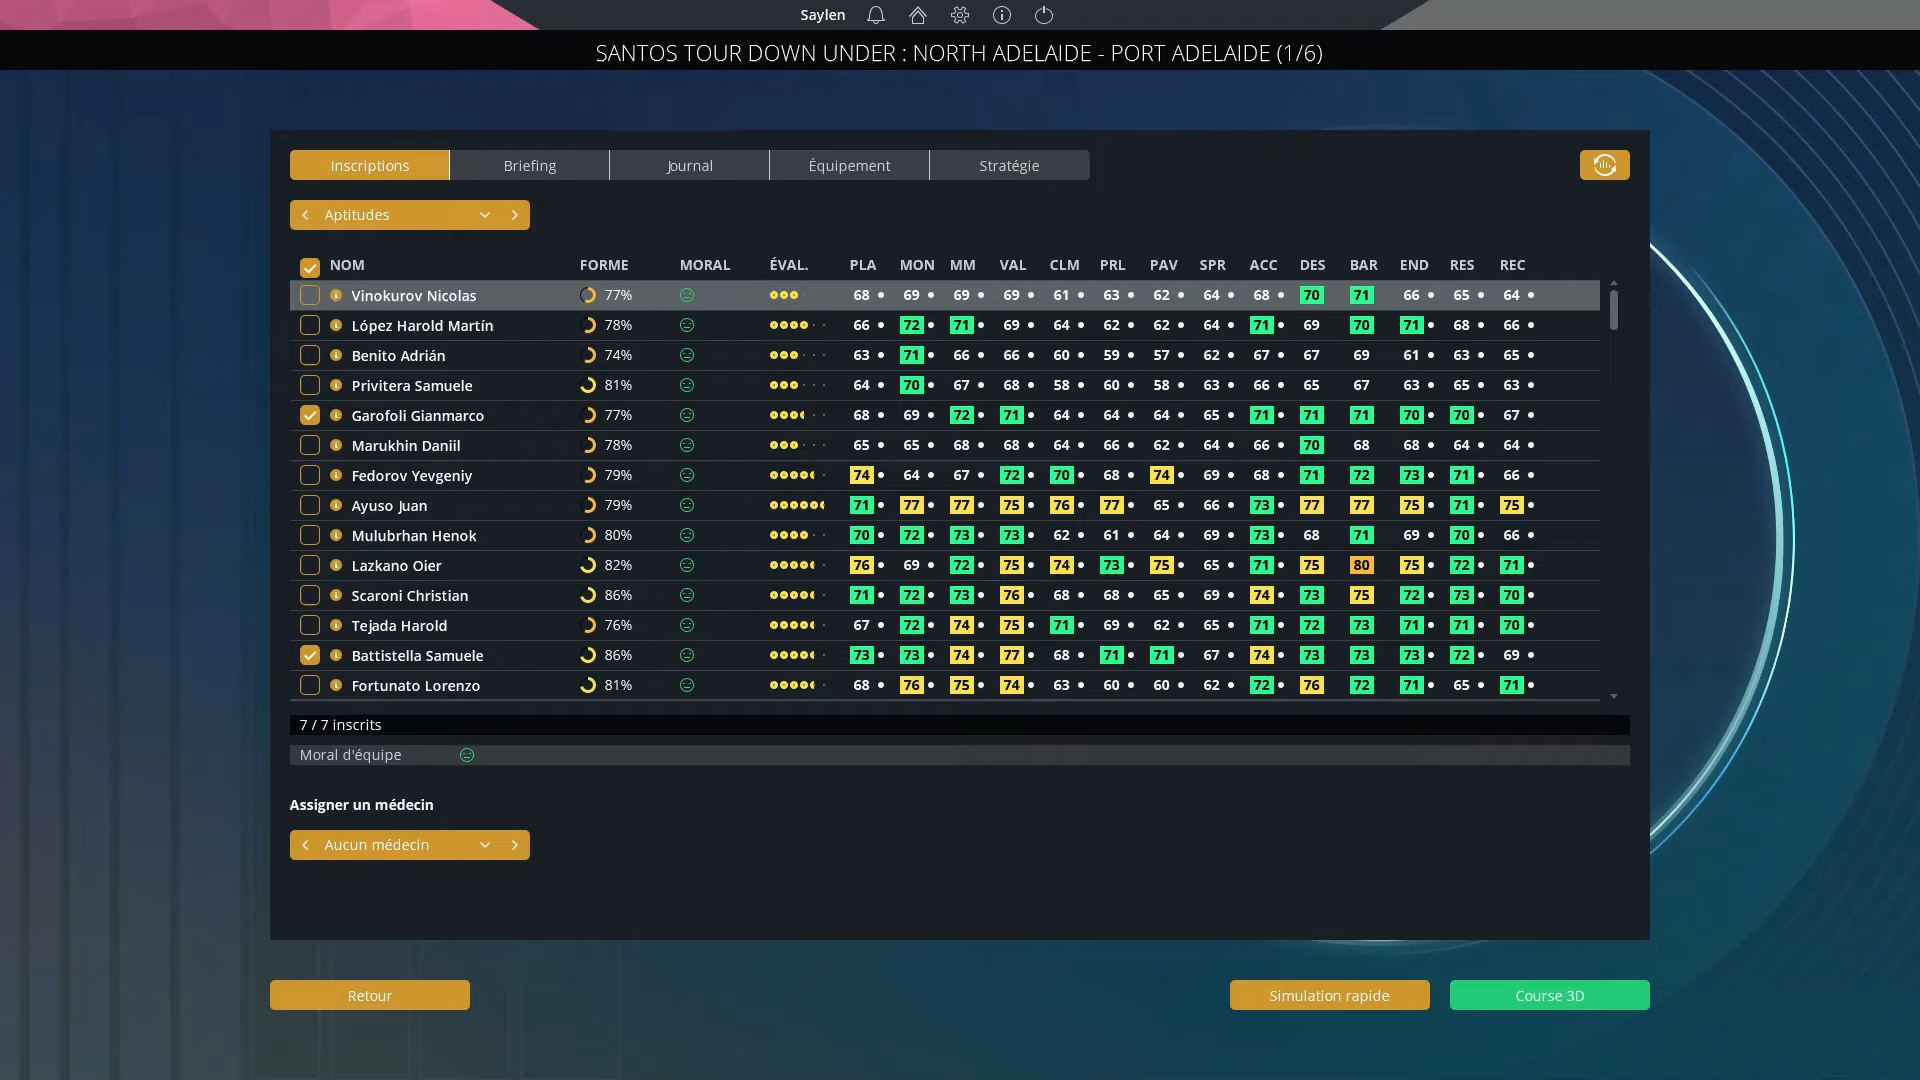 Saylen
SANTOS TOUR DOWN UNDER : NORTH ADELAIDE - PORT ADELAIDE (1/6)
Inscriptions Briefing Journal Équipement Stratégie
Aptitudes
NOM FORME MORAL ÉVAL. PLA MON MM VAL CLM PRL PAV SPR ACC DES BAR END RES REC
Vinokurov Nicolas 77% 68 69 69 69 61 63 62 64 68 70 71 66 65 64
López Harold Martín 78% 66 72 71 69 64 62 62 64 71 69 70 71 68 66
Benito Adrián 74% 63 71 66 66 60 59 57 62 67 67 69 61 63 65
Privitera Samuele 81% 64 70 67 68 58 60 58 63 66 65 67 63 65 63
Garofoli Gianmarco 77% 68 69 72 71 64 64 64 65 71 71 71 70 70 67
Marukhin Daniil 78% 65 65 68 68 64 66 62 64 66 70 68 68 64 64
Fedorov Yevgeniy 79% 74 64 67 72 70 68 74 69 68 71 72 73 71 66
Ayuso Juan 79% 71 77 77 75 76 77 65 66 73 77 77 75 71 75
Mulubrhan Henok 80% 70 72 73 73 62 61 64 69 73 68 71 69 70 66
Lazkano Oier 82% 76 69 72 75 74 73 75 65 71 75 80 75 72 71
Scaroni Christian 86% 71 72 73 76 68 68 65 69 74 73 75 72 73 70
Tejada Harold 76% 67 72 74 75 71 69 62 65 71 72 73 71 71 70
Battistella Samuele 86% 73 73 74 77 68 71 71 67 74 73 73 73 72 69
Fortunato Lorenzo 81% 68 76 75 74 63 60 60 62 72 76 72 71 65 71
7 / 7 inscrits
Moral d'équipe
Assigner un médecin
Aucun médecin
Retour Simulation rapide Course 3D